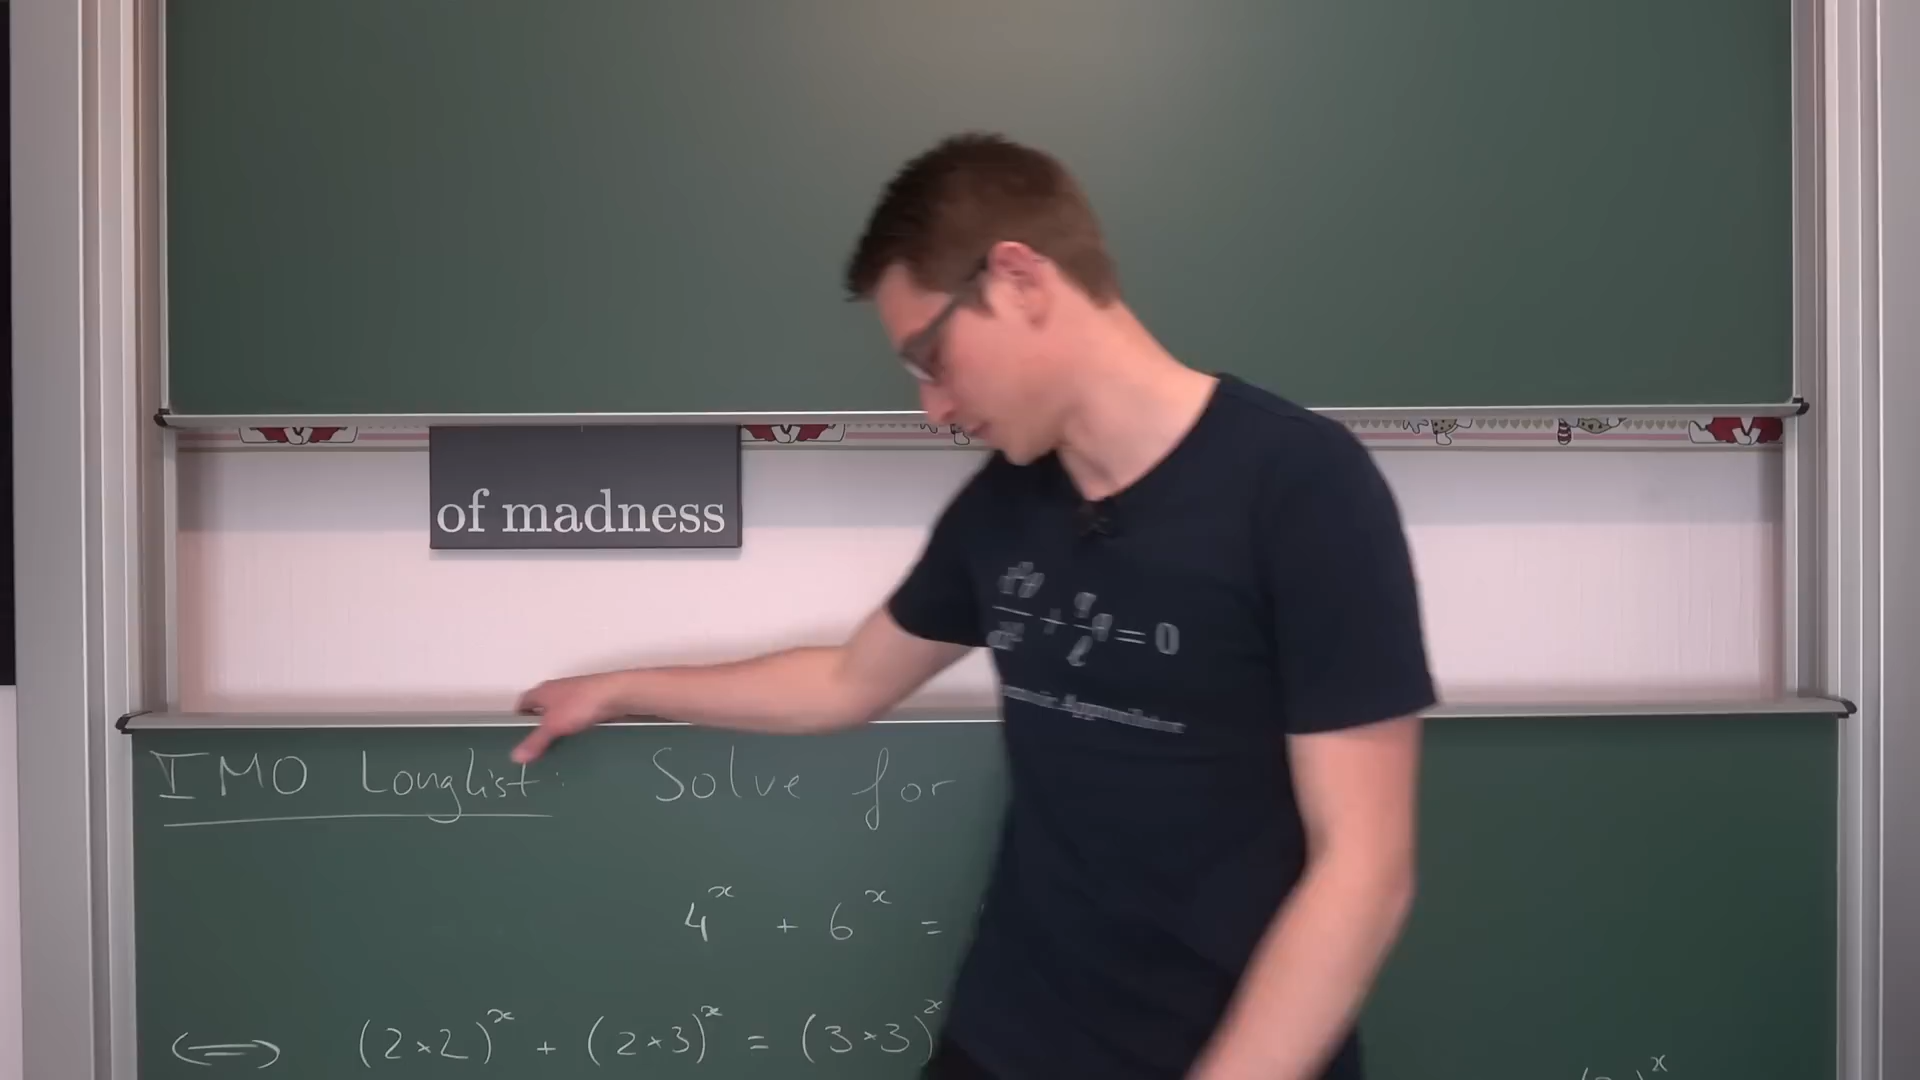 of madness
IMO Longlist: Solve for
4^x + 6^x =
⟺ (2×2)^x + (2×3)^x = (3×3)^x